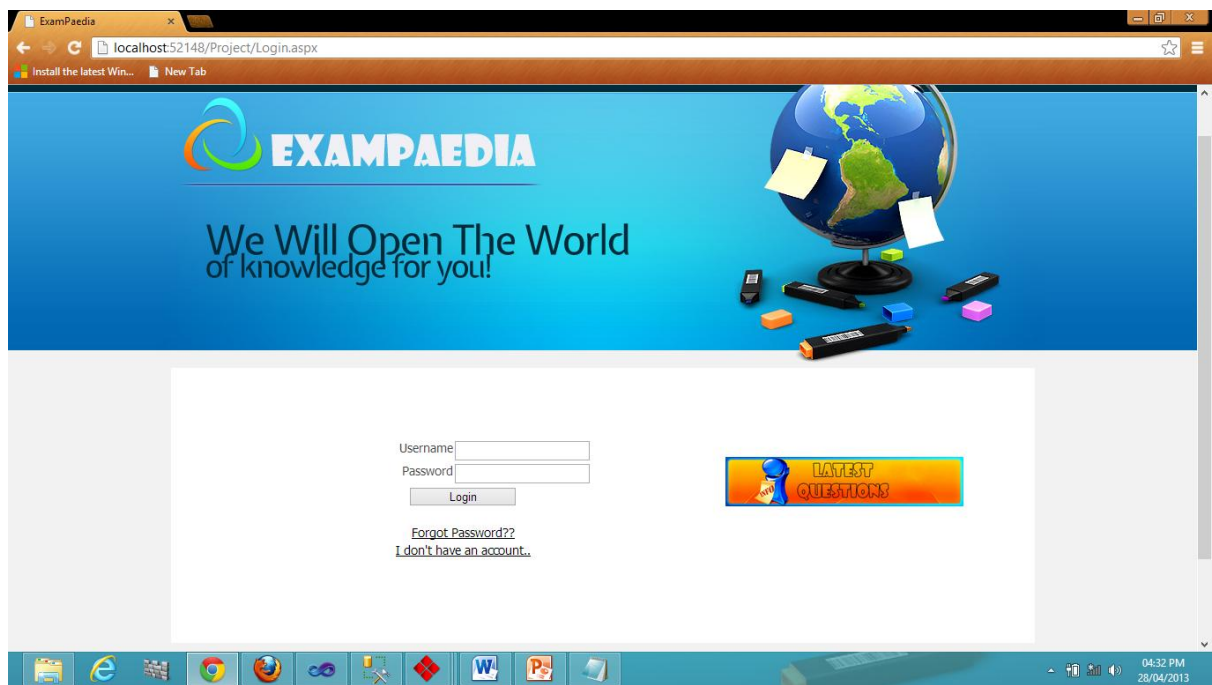 ExamPaedia
localhost:52148/Project/Login.aspx
Install the latest Win...
New Tab
EXAMPAEDIA
We Will Open The World
of knowledge for you!
Username
Password
Login
LATEST
QUESTIONS
Forgot Password??
I don't have an account..
04:32 PM
28/04/2013